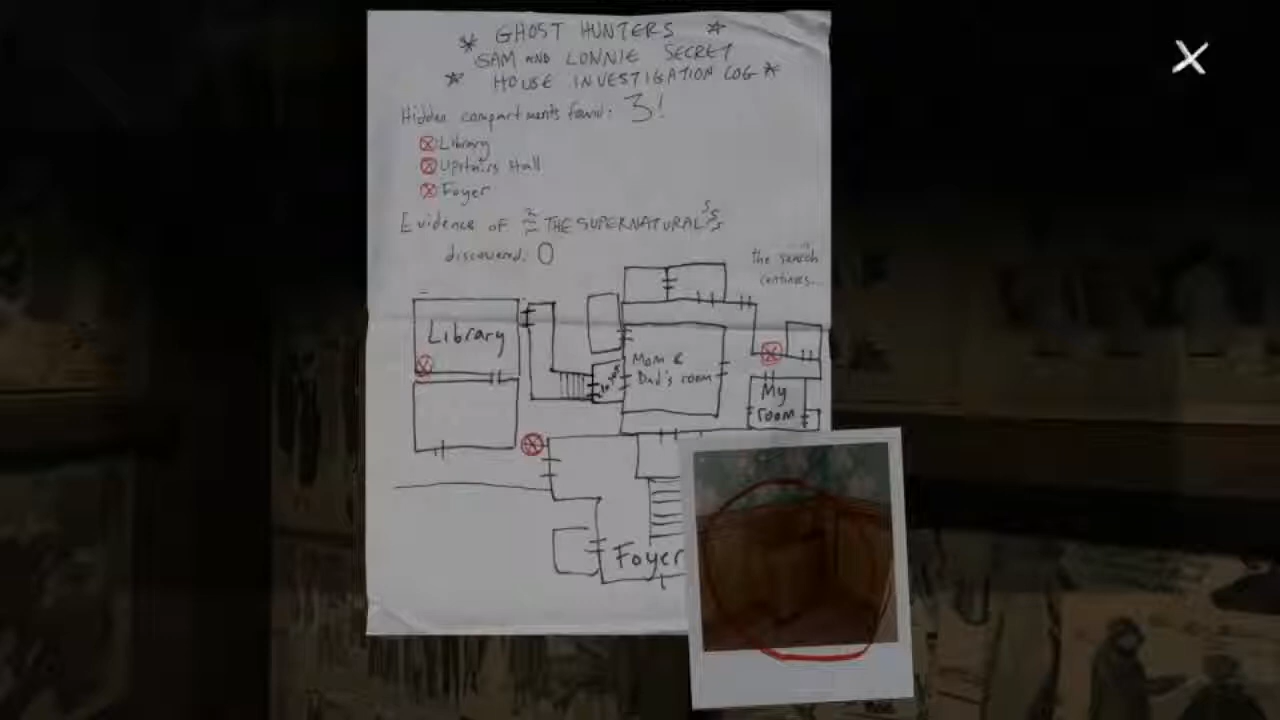 GHOST HUNTERS
SAM AND LONNIE SECRET
HOUSE INVESTIGATION LOG
Hidden compartments found: 3!
Library
Upstairs Hall
Foyer
Evidence of THE SUPERNATURAL
discovered: 0
the search
continues...
Library
Mom &
Dad's room
My
room
Foyer